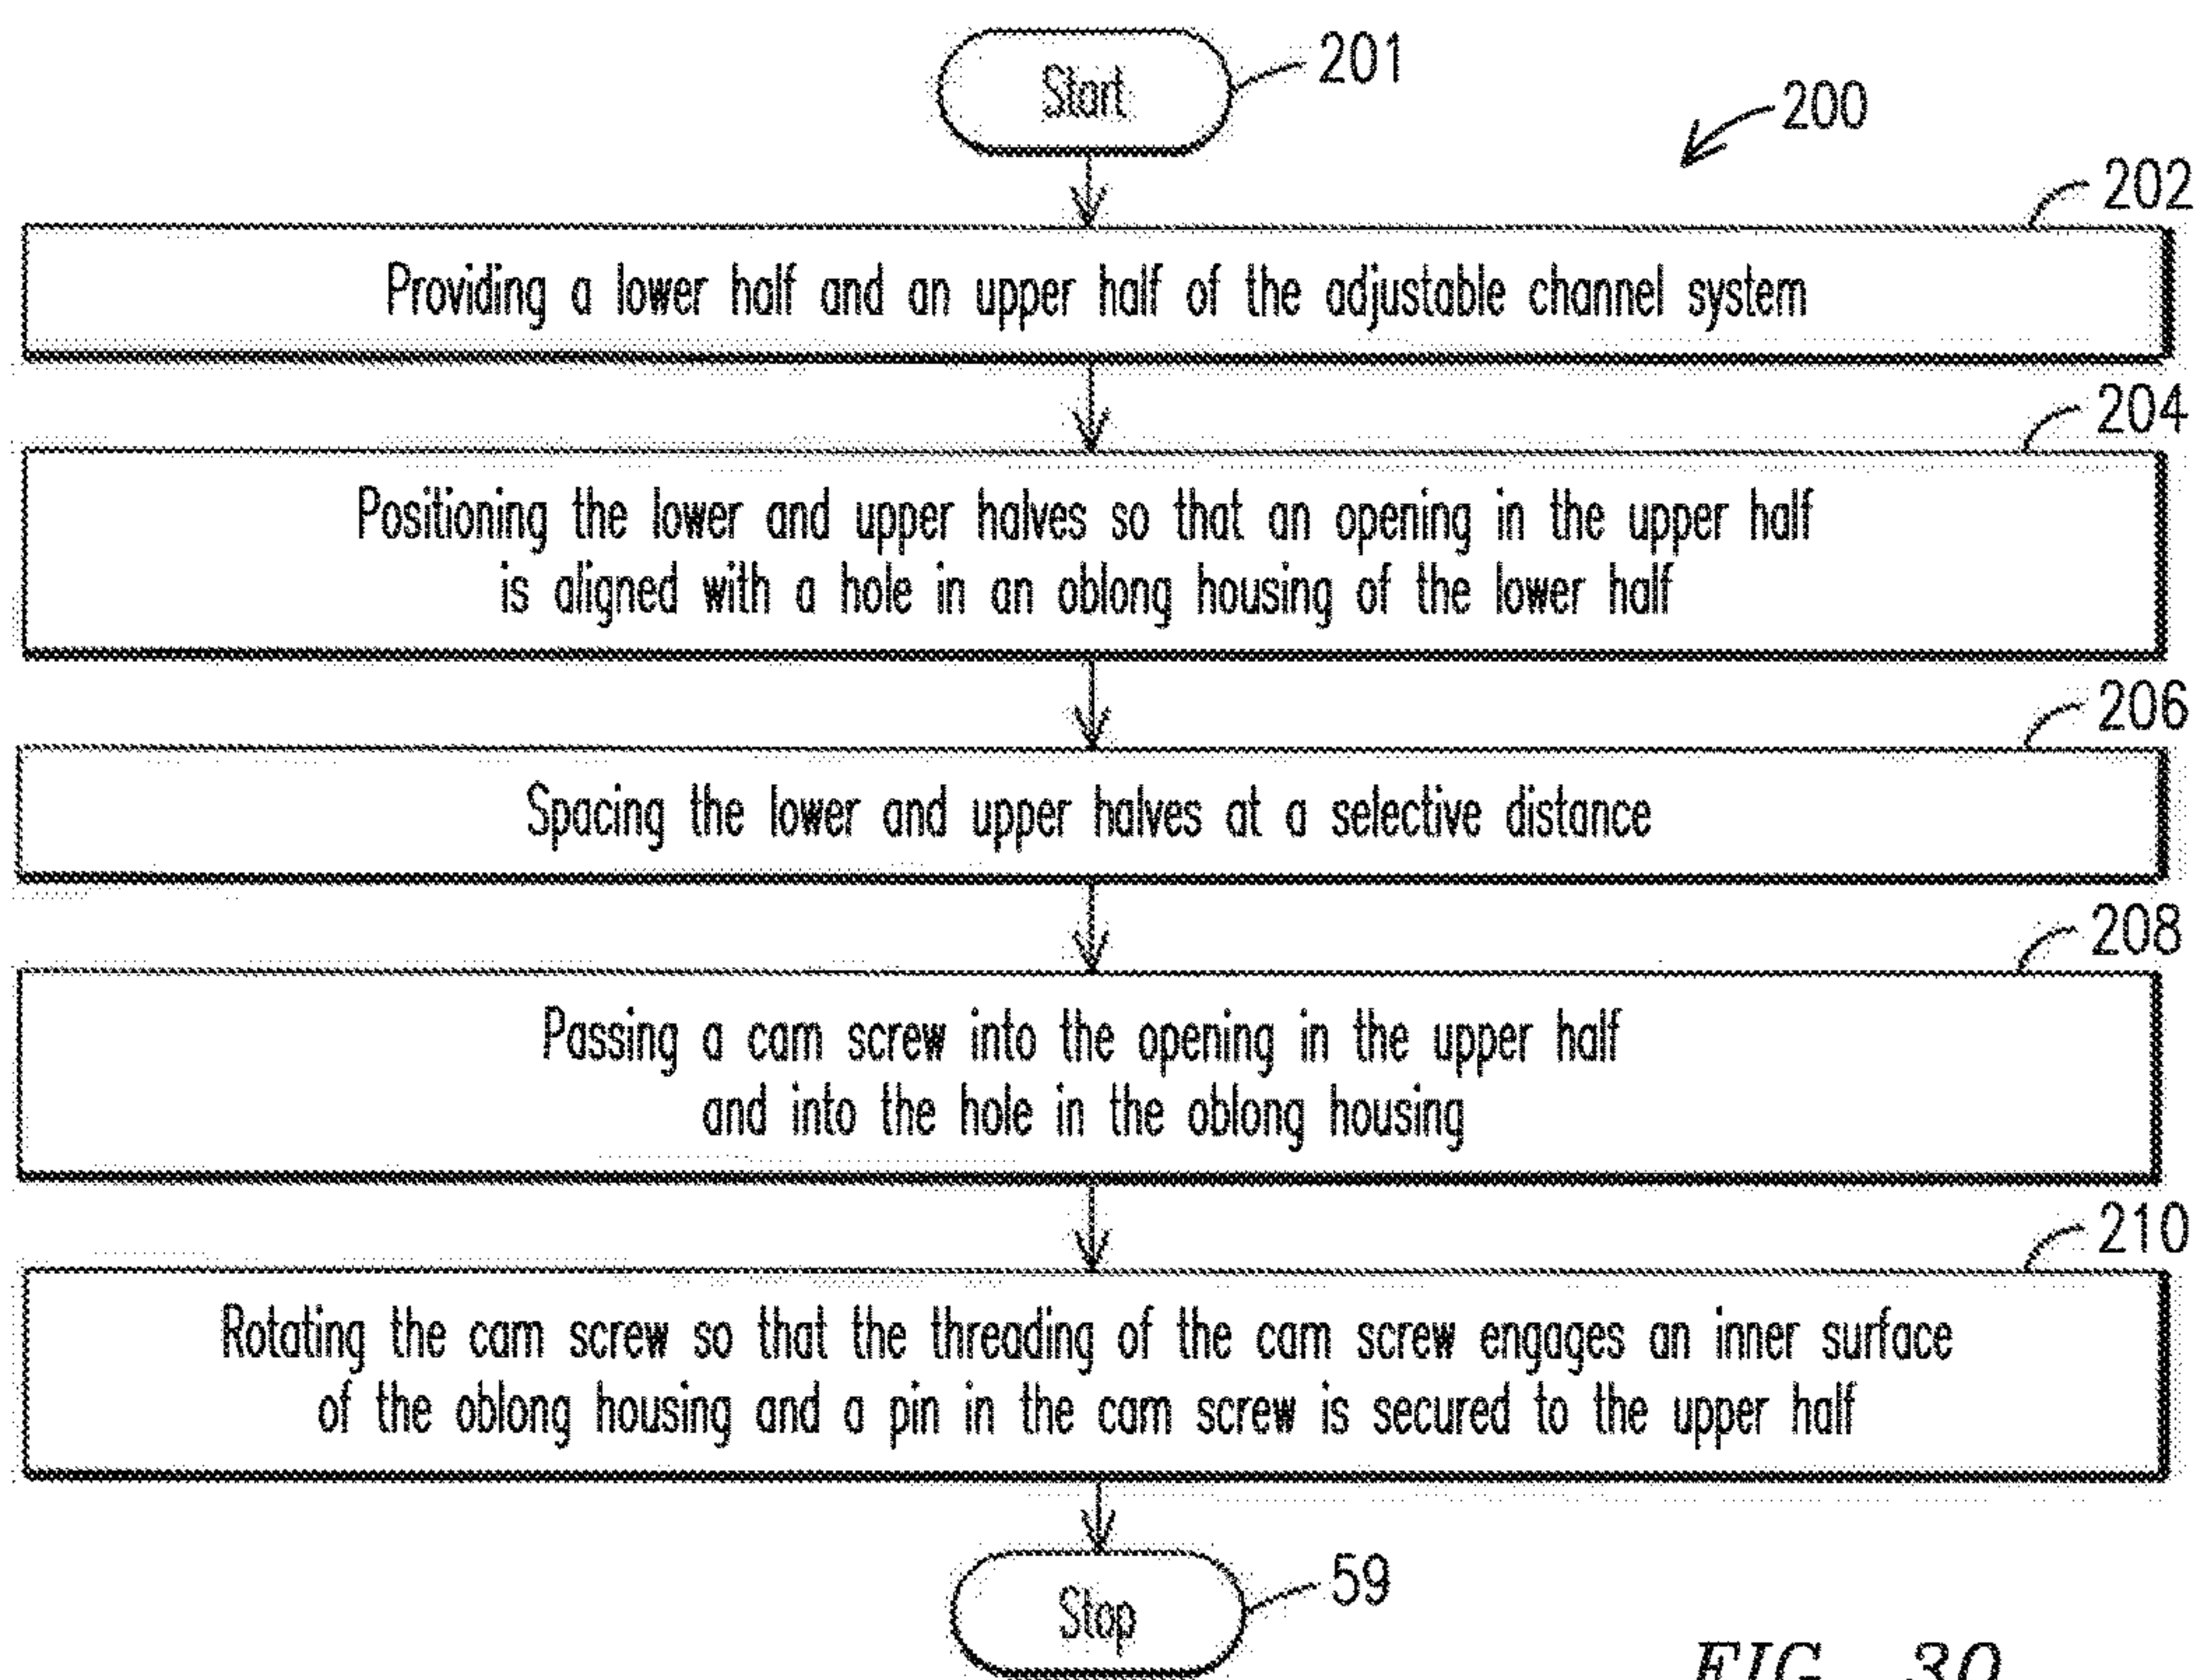 Start
201
200
202
Providing a lower half and an upper half of the adjustable channel system
204
Positioning the lower and upper halves so that an opening in the upper half
is aligned with a hole in an oblong housing of the lower half
206
Spacing the lower and upper halves at a selective distance
208
Passing a cam screw into the opening in the upper half
and into the hole in the oblong housing
210
Rotating the cam screw so that the threading of the cam screw engages an inner surface
of the oblong housing and a pin in the cam screw is secured to the upper half
Stop
59
FIG. 30